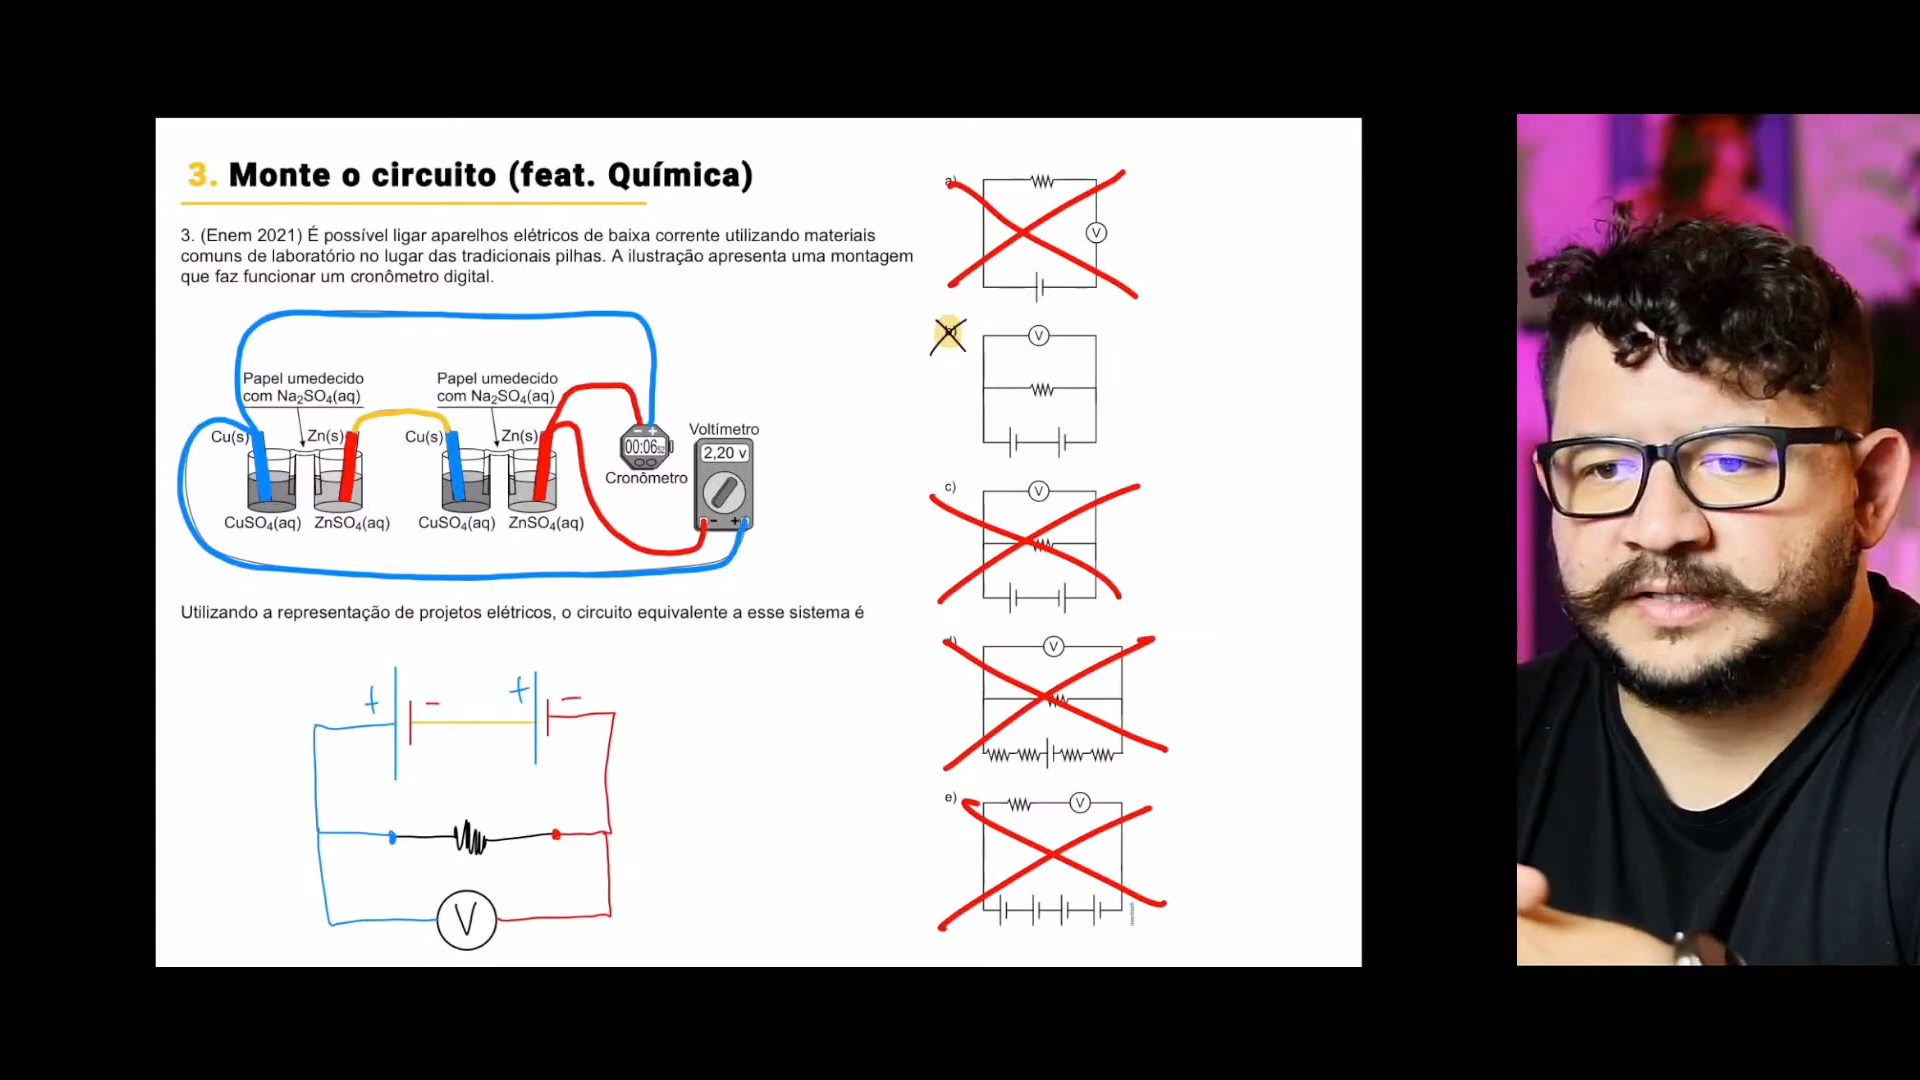 3. Monte o circuito (feat. Química)
3. (Enem 2021) É possível ligar aparelhos elétricos de baixa corrente utilizando materiais
comuns de laboratório no lugar das tradicionais pilhas. A ilustração apresenta uma montagem
que faz funcionar um cronômetro digital.
Papel umedecido
com Na₂SO₄(aq)
Papel umedecido
com Na₂SO₄(aq)
Cu(s)
Zn(s)
Cu(s)
Zn(s)
CuSO₄(aq)
ZnSO₄(aq)
CuSO₄(aq)
ZnSO₄(aq)
- +
00:06
Cronômetro
Voltímetro
2,20 v
- +
Utilizando a representação de projetos elétricos, o circuito equivalente a esse sistema é
+ - + -
V
a)
V
b)
V
c)
V
V
e)
V